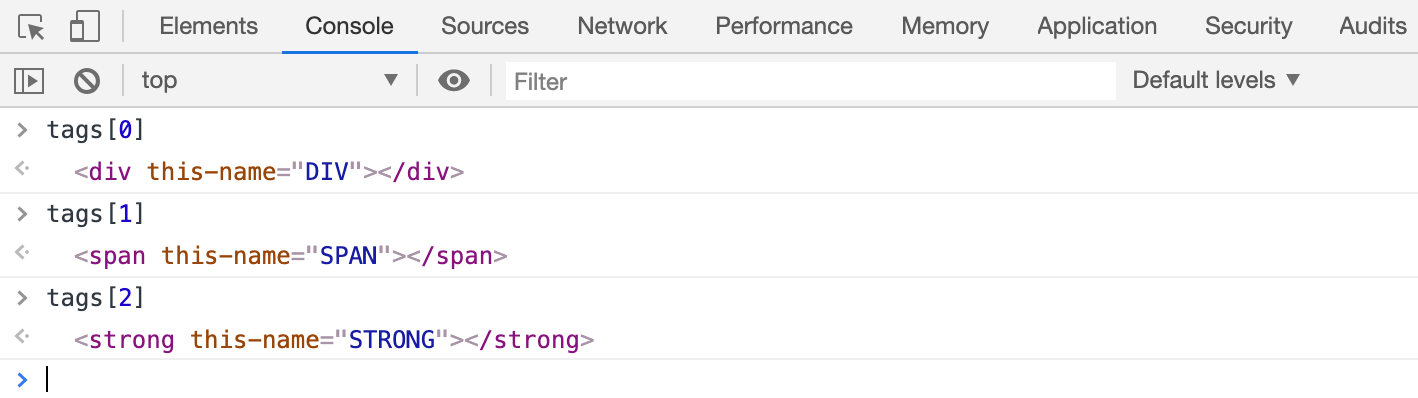 Elements Console Sources Network Performance Memory Application Security Audits
top Filter Default levels
tags[0]
<div this-name="DIV"></div>
tags[1]
<span this-name="SPAN"></span>
tags[2]
<strong this-name="STRONG"></strong>